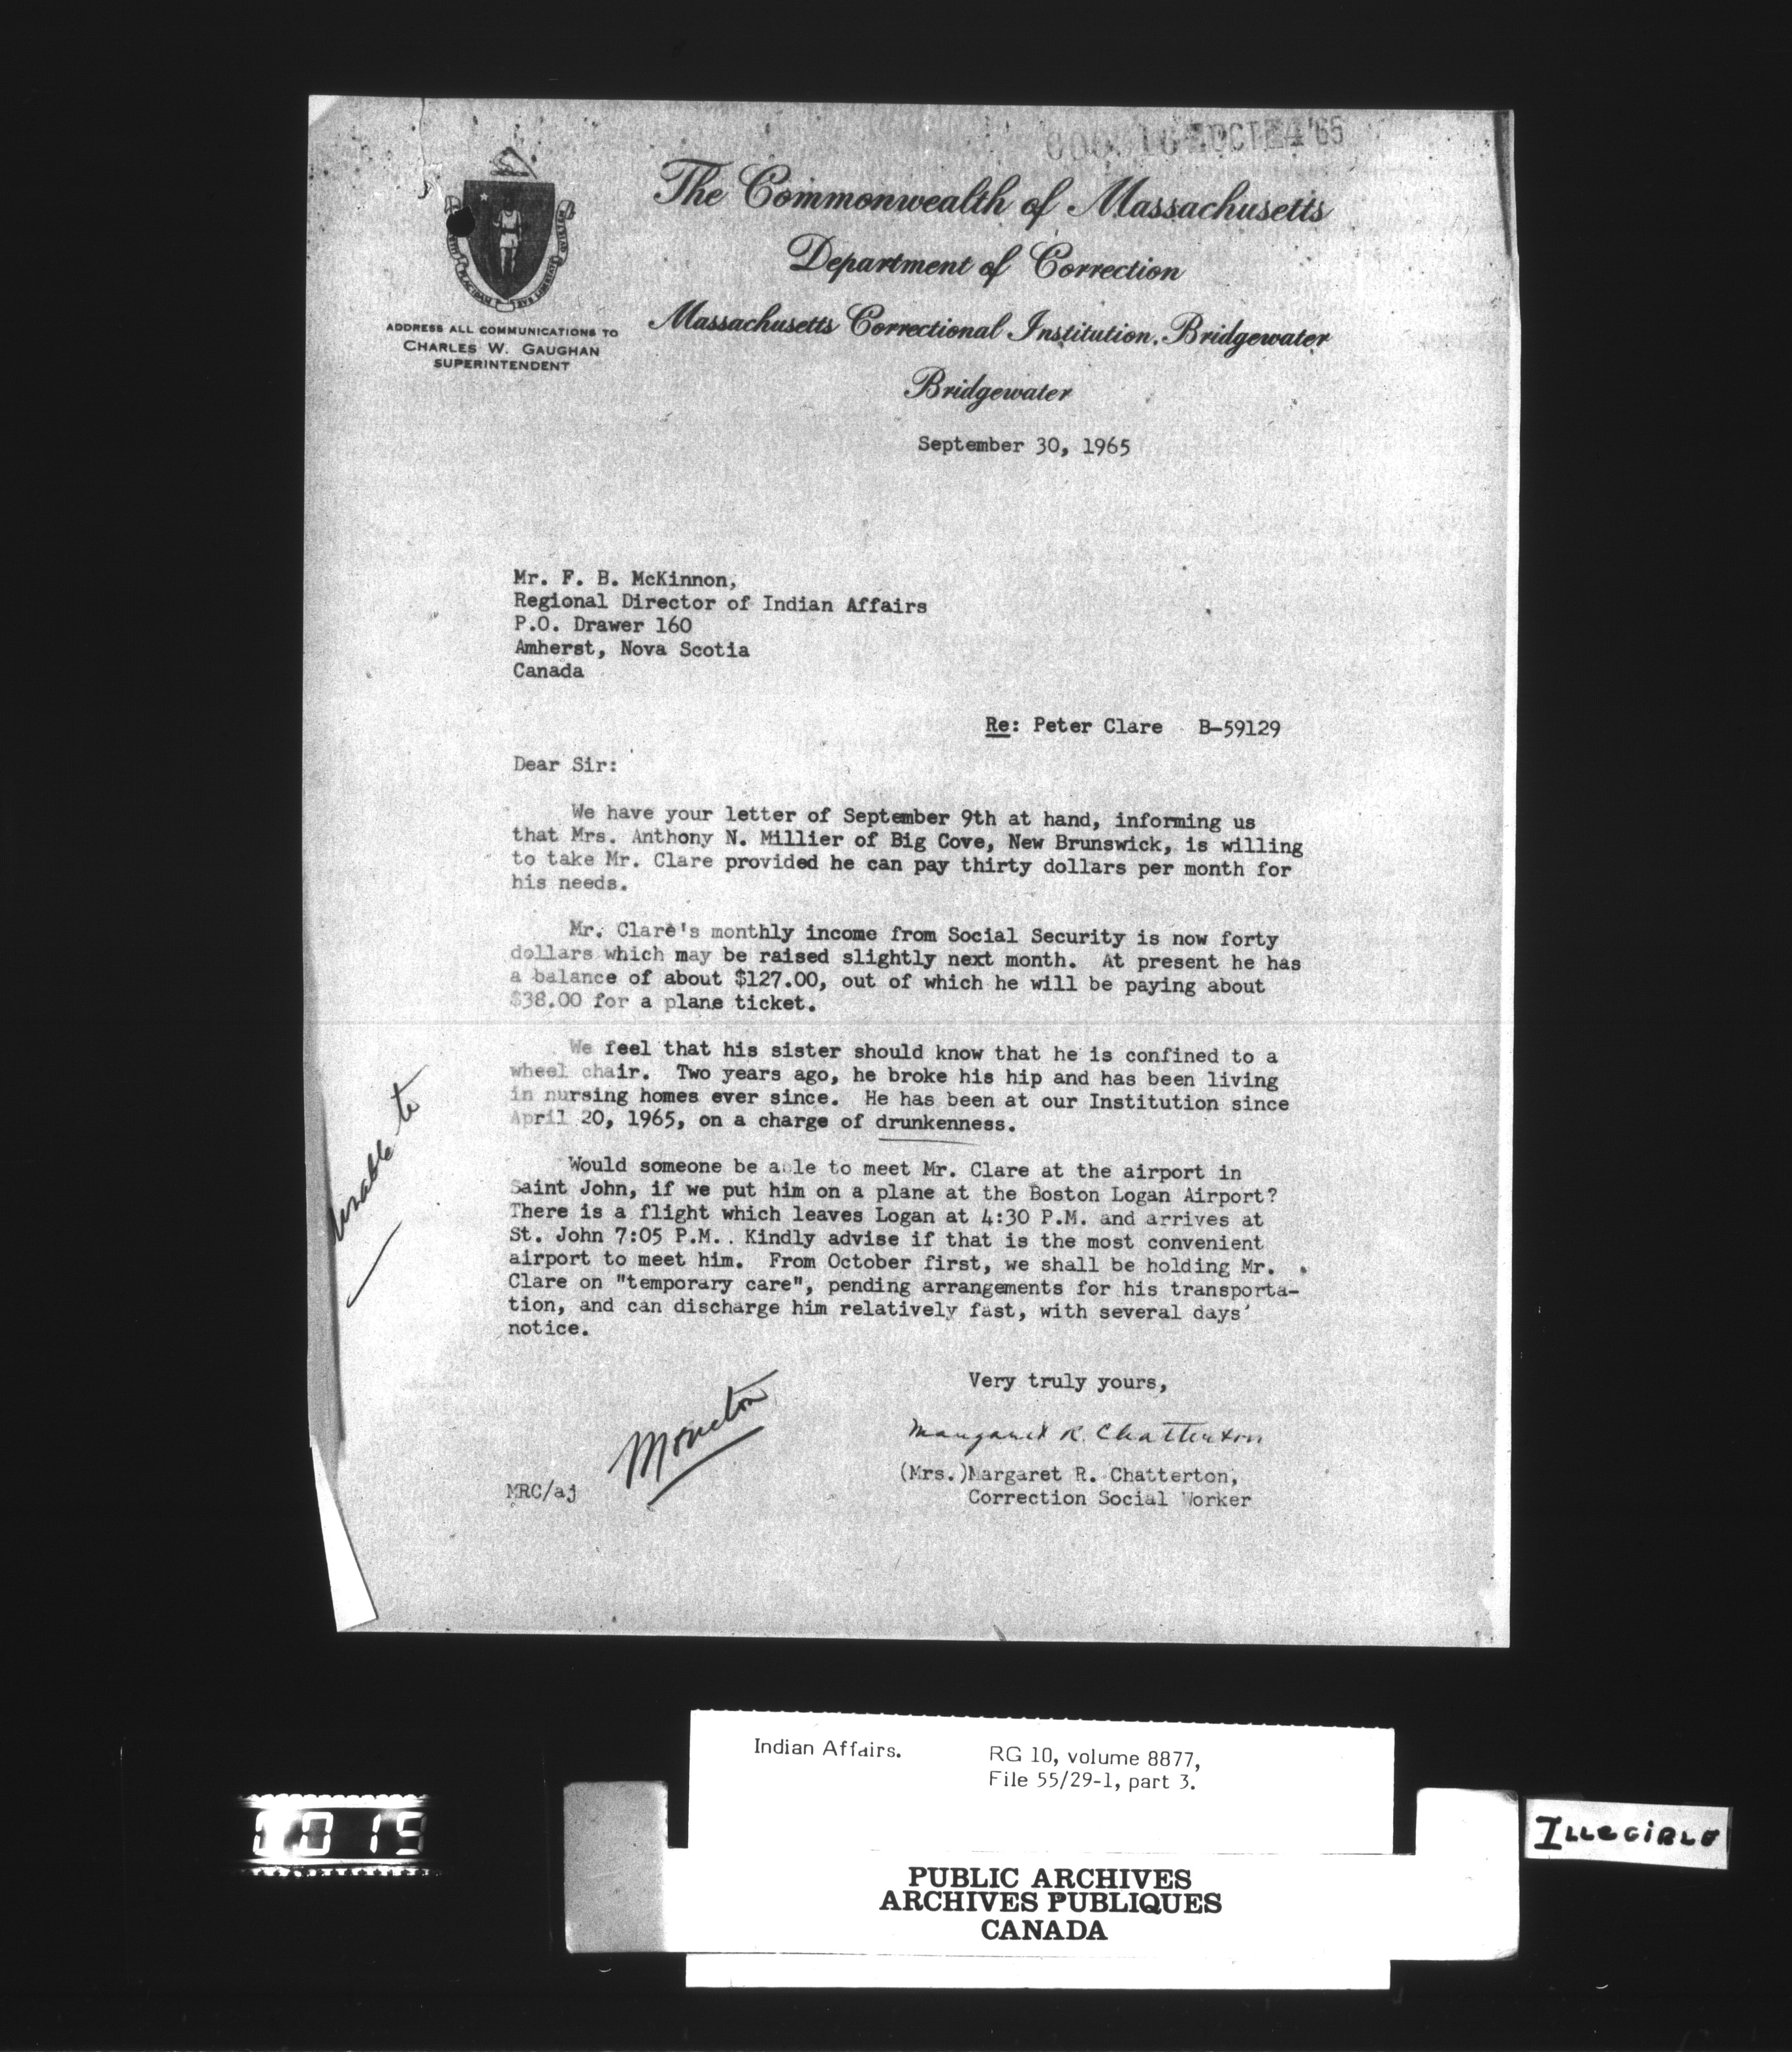 OCT 4 '65
The Commonwealth of Massachusetts
Department of Correction
Massachusetts Correctional Institution, Bridgewater
Bridgewater
ADDRESS ALL COMMUNICATIONS TO
CHARLES W. GAUGHAN
SUPERINTENDENT
September 30, 1965
Mr. F. B. McKinnon,
Regional Director of Indian Affairs
P.O. Drawer 160
Amherst, Nova Scotia
Canada
Re: Peter Clare B-59129
Dear Sir:
We have your letter of September 9th at hand, informing us
that Mrs. Anthony N. Millier of Big Cove, New Brunswick, is willing
to take Mr. Clare provided he can pay thirty dollars per month for
his needs.
Mr. Clare's monthly income from Social Security is now forty
dollars which may be raised slightly next month. At present he has
a balance of about $127.00, out of which he will be paying about
$38.00 for a plane ticket.
We feel that his sister should know that he is confined to a
wheel chair. Two years ago, he broke his hip and has been living
in nursing homes ever since. He has been at our Institution since
April 20, 1965, on a charge of drunkenness.
Would someone be able to meet Mr. Clare at the airport in
Saint John, if we put him on a plane at the Boston Logan Airport?
There is a flight which leaves Logan at 4:30 P.M. and arrives at
St. John 7:05 P.M.. Kindly advise if that is the most convenient
airport to meet him. From October first, we shall be holding Mr.
Clare on "temporary care", pending arrangements for his transporta-
tion, and can discharge him relatively fast, with several days'
notice.
unable to
Very truly yours,
Moncton
Margaret R. Chatterton
(Mrs.)Margaret R. Chatterton,
Correction Social Worker
MRC/aj
Indian Affairs.
RG 10, volume 8877,
File 55/29-1, part 3.
1015
ILLEGIBLE
PUBLIC ARCHIVES
ARCHIVES PUBLIQUES
CANADA